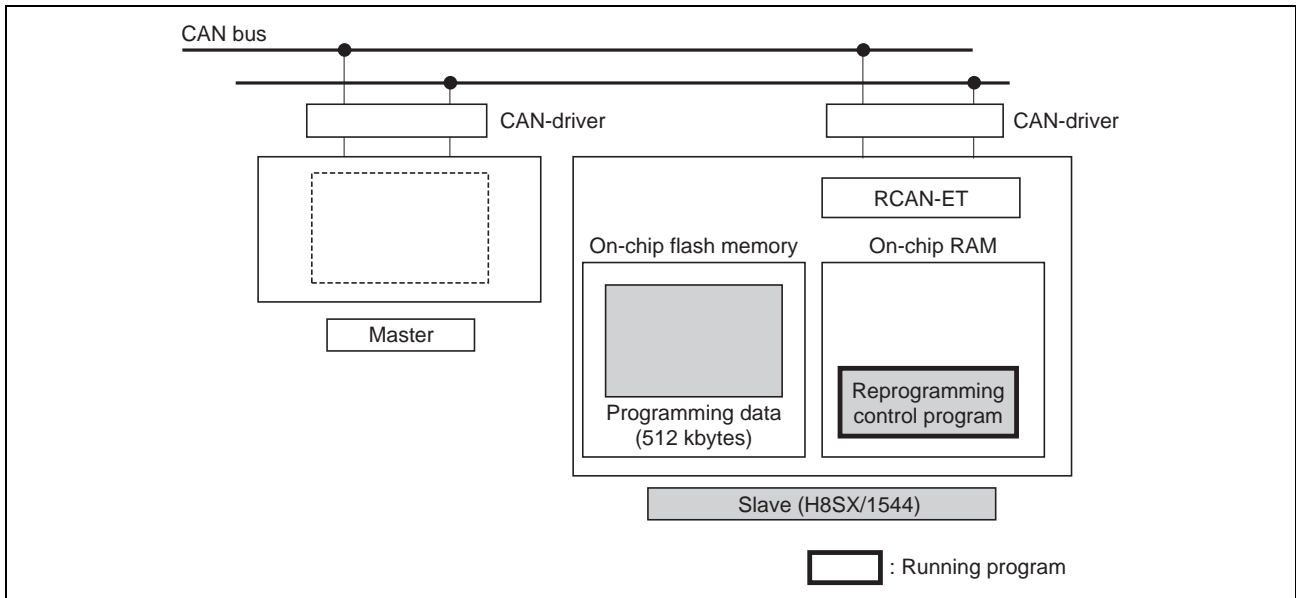 CAN bus
CAN-driver
CAN-driver
RCAN-ET
On-chip flash memory
On-chip RAM
Master
Programming data
(512 kbytes)
Reprogramming
control program
Slave (H8SX/1544)
: Running program